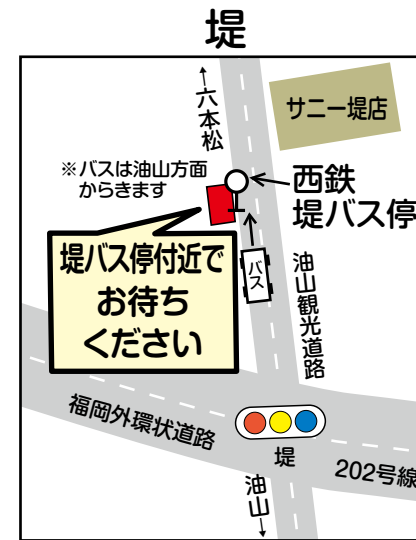 堤
←六本松
サニー堤店
※バスは油山方面
からきます
西鉄
堤バス停
堤バス停付近で
お待ち
ください
バス
油山観光道路
福岡外環状道路
堤
202号線
油山→